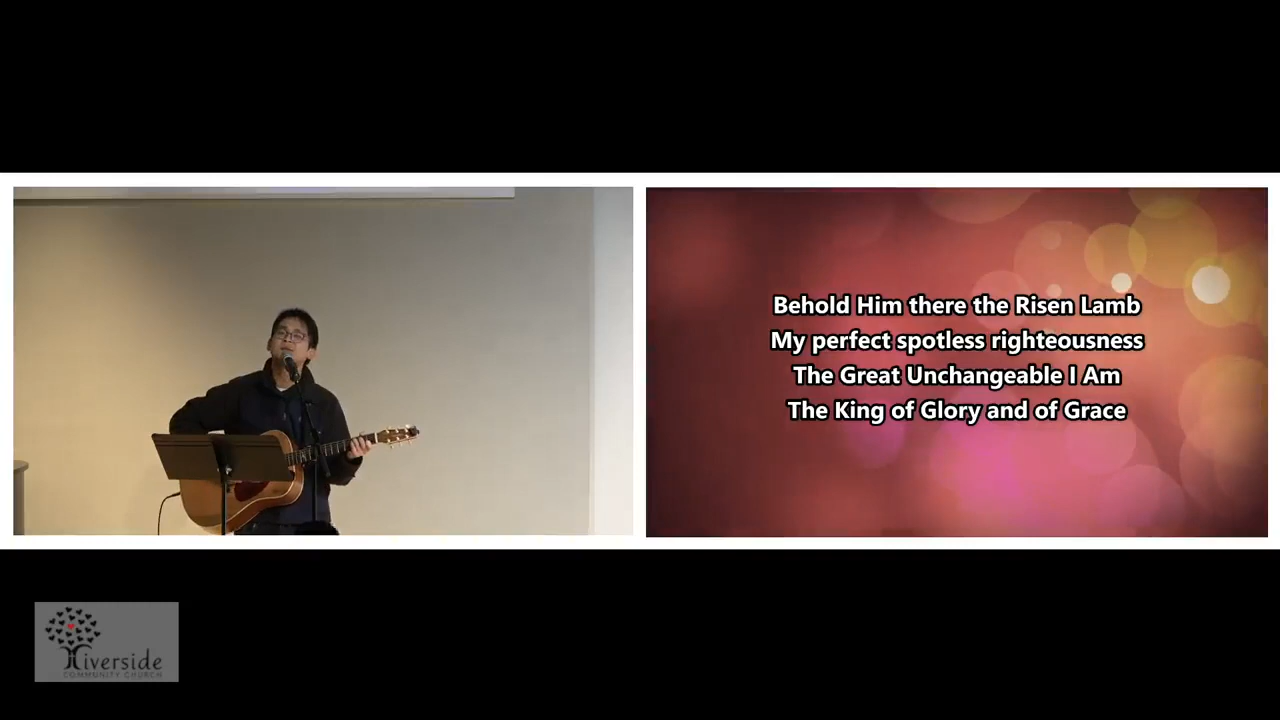 Behold Him there the Risen Lamb
My perfect spotless righteousness
The Great Unchangeable I Am
The King of Glory and of Grace
Riverside
COMMUNITY CHURCH